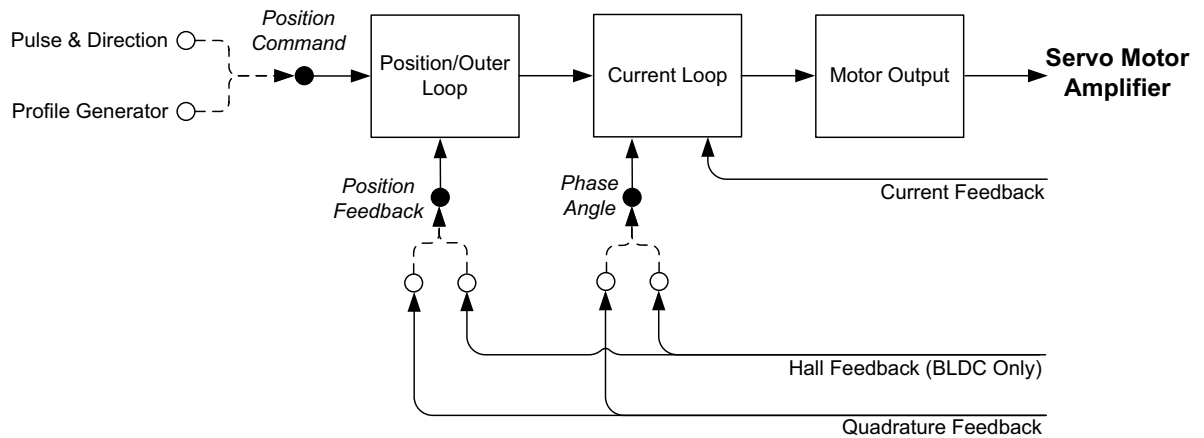 Pulse & Direction
Profile Generator
Position
Command
Position/Outer
Loop
Current Loop
Motor Output
Servo Motor
Amplifier
Position
Feedback
Phase
Angle
Current Feedback
Hall Feedback (BLDC Only)
Quadrature Feedback